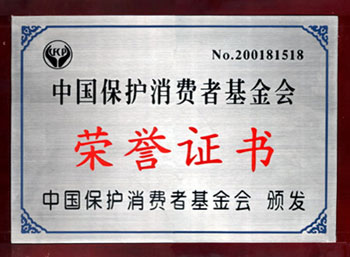 No.200181518
中国保护消费者基金会
荣誉证书
中国保护消费者基金会 颁发